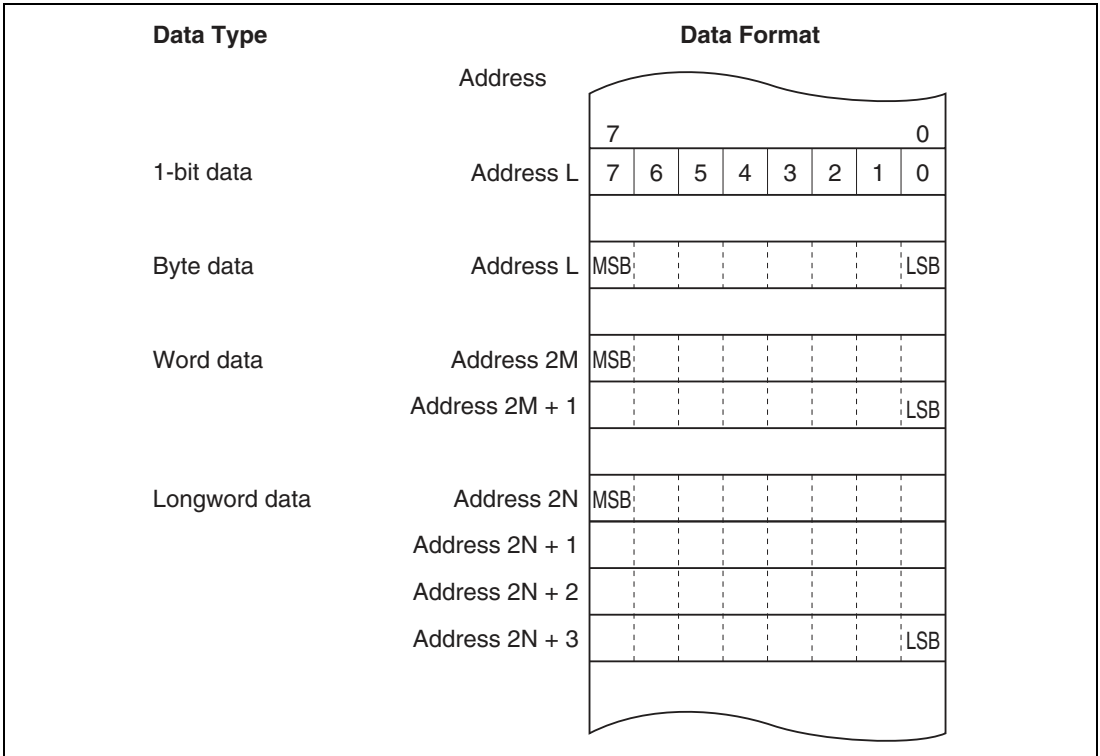 Data Type Data Format
Address
7 0
1-bit data Address L 7 6 5 4 3 2 1 0
Byte data Address L MSB LSB
Word data Address 2M MSB
Address 2M + 1 LSB
Longword data Address 2N MSB
Address 2N + 1
Address 2N + 2
Address 2N + 3 LSB